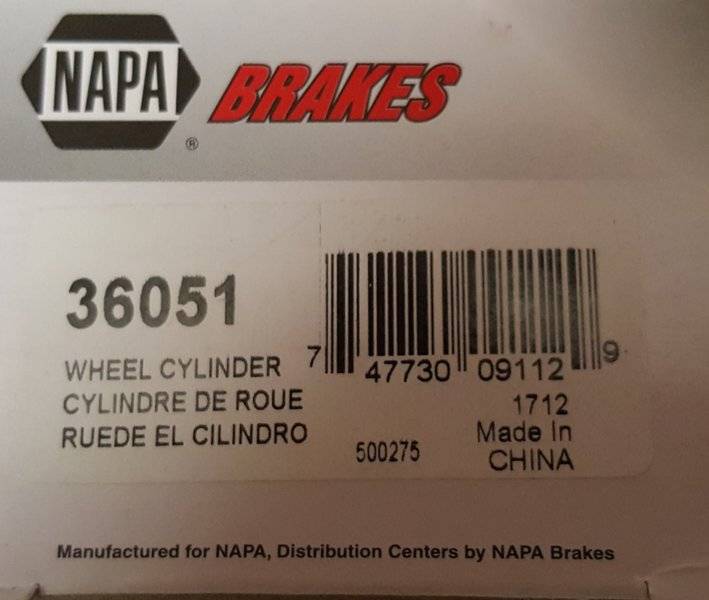 NAPA BRAKES
®
36051
WHEEL CYLINDER
CYLINDRE DE ROUE
RUEDE EL CILINDRO
7 47730 09112 9
1712
500275
Made In
CHINA
Manufactured for NAPA, Distribution Centers by NAPA Brakes